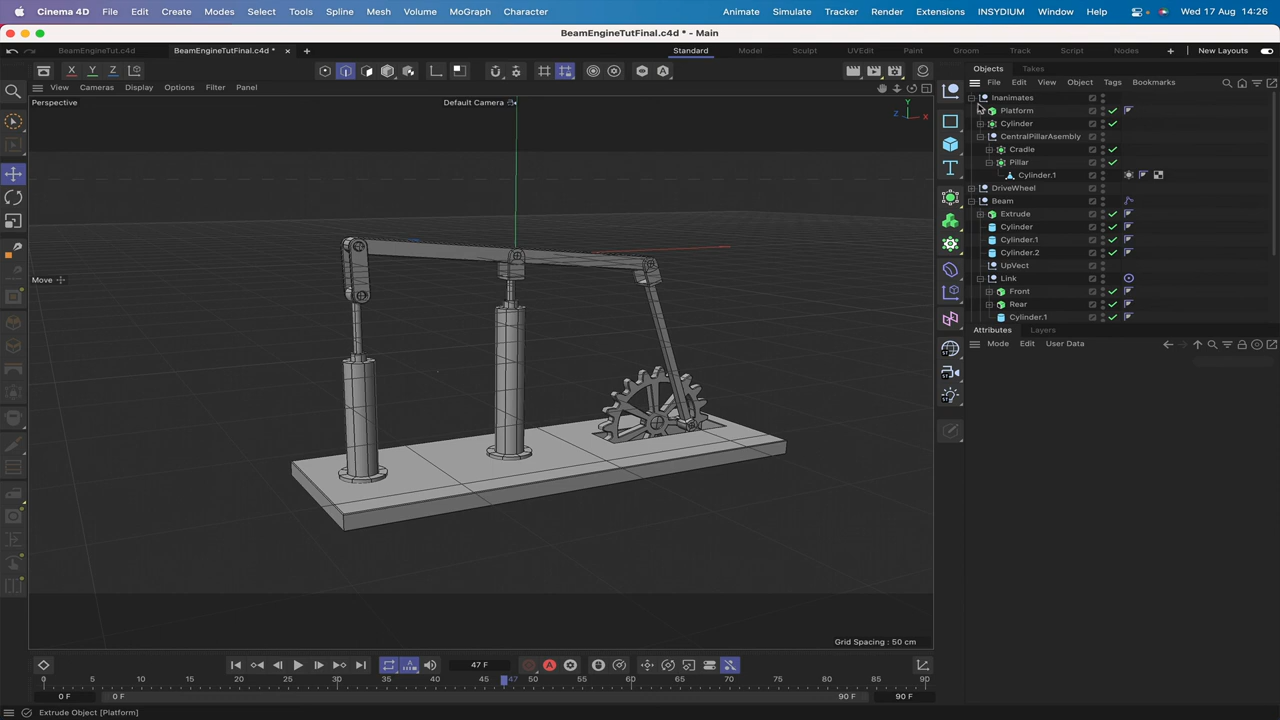 Cinema 4D File Edit Create Modes Select Tools Spline Mesh Volume MoGraph Character Animate Simulate Tracker Render Extensions INSYDIUM Window Help Wed 17 Aug 14:26
BeamEngineTutFinal.c4d * - Main
BeamEngineTut.c4d BeamEngineTutFinal.c4d * Standard Model Sculpt UVEdit Paint Groom Track Script Nodes New Layouts
X Y Z
Objects Takes
View Cameras Display Options Filter Panel
File Edit View Object Tags Bookmarks
Perspective Default Camera
Y
Z X
Inanimates
Platform
Cylinder
CentralPillarAsembly
Cradle
Pillar
Cylinder.1
DriveWheel
Beam
Extrude
Cylinder
Cylinder.1
Cylinder.2
UpVect
Link
Front
Rear
Cylinder.1
Move
Attributes Layers
Mode Edit User Data
Grid Spacing : 50 cm
47 F
0 5 10 15 20 25 30 35 40 45 47 50 55 60 65 70 75 80 85 90
0 F 0 F 90 F 90 F
Extrude Object [Platform]